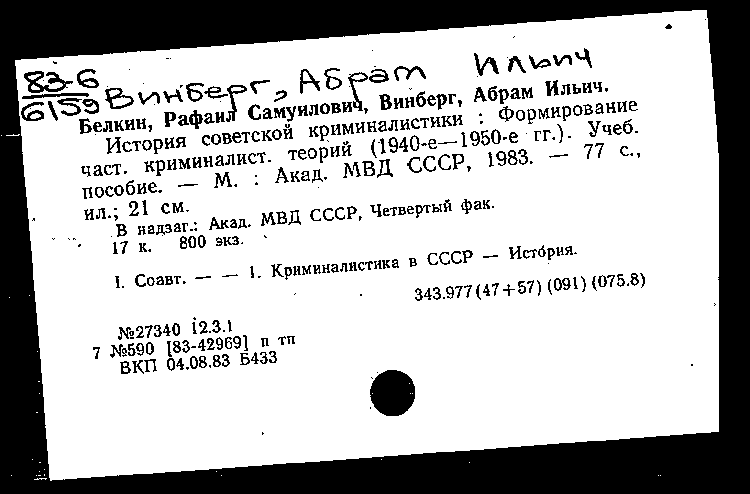 83-6
6159
Винберг, Абрам Ильич
Белкин, Рафаил Самуилович, Винберг, Абрам Ильич.
История советской криминалистики : Формирование
част. криминалист. теорий (1940-е—1950-е гг.). Учеб.
пособие. — М. : Акад. МВД СССР, 1983. — 77 с.,
ил.; 21 см.
В надзаг.: Акад. МВД СССР, Четвертый фак.
17 к. 800 экз.
I. Соавт. — — 1. Криминалистика в СССР — История.
343.977(47+57)(091)(075.8)
№27340 12.3.1
7 №590 [83-42969] п тп
ВКП 04.08.83 Б433